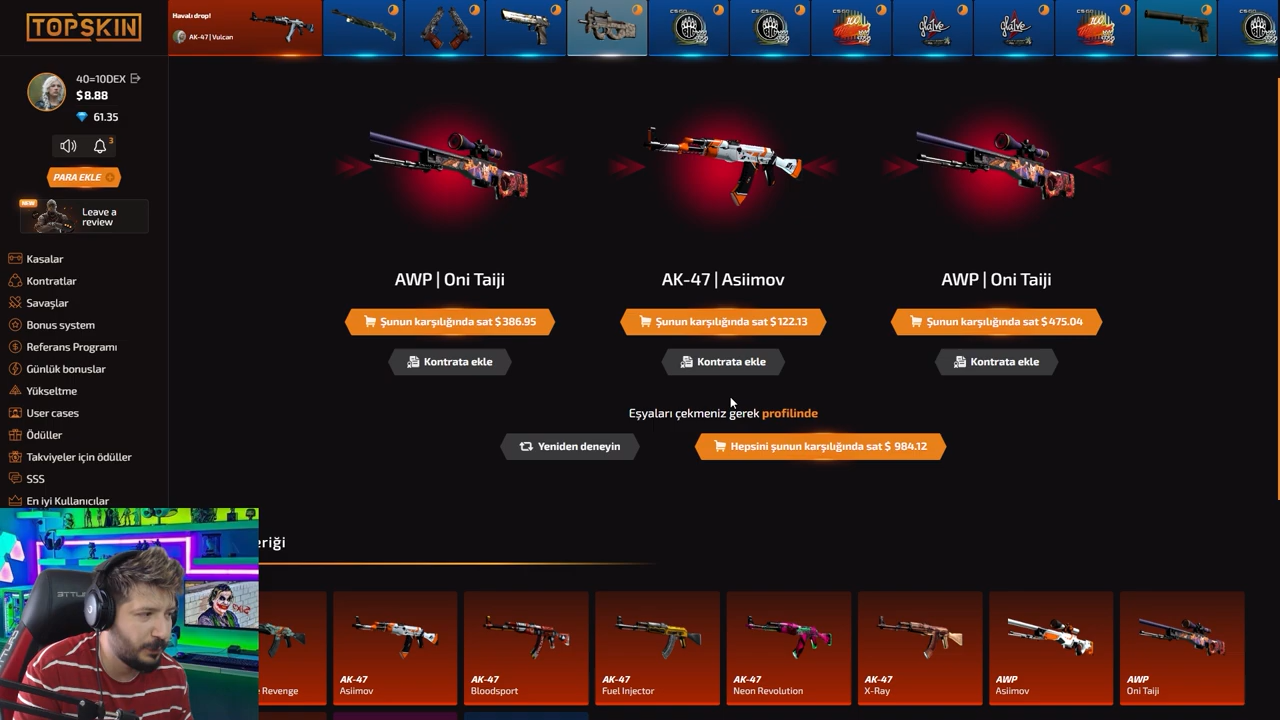 TOPSKIN
Havalı drop!
AK-47 | Vulcan
40=10DEX
$8.88
61.35
3
PARA EKLE
NEW
Leave a
review
Kasalar
Kontratlar
Savaşlar
Bonus system
Referans Programı
Günlük bonuslar
Yükseltme
User cases
Ödüller
Takviyeler için ödüller
SSS
En iyi Kullanıcılar
AWP | Oni Taiji
AK-47 | Asiimov
AWP | Oni Taiji
Şunun karşılığında sat $386.95
Şunun karşılığında sat $122.13
Şunun karşılığında sat $475.04
Kontrata ekle
Kontrata ekle
Kontrata ekle
Eşyaları çekmeniz gerek profilinde
Yeniden deneyin
Hepsini şunun karşılığında sat $ 984.12
eriği
e Revenge
AK-47
Asiimov
AK-47
Bloodsport
AK-47
Fuel Injector
AK-47
Neon Revolution
AK-47
X-Ray
AWP
Asiimov
AWP
Oni Taiji